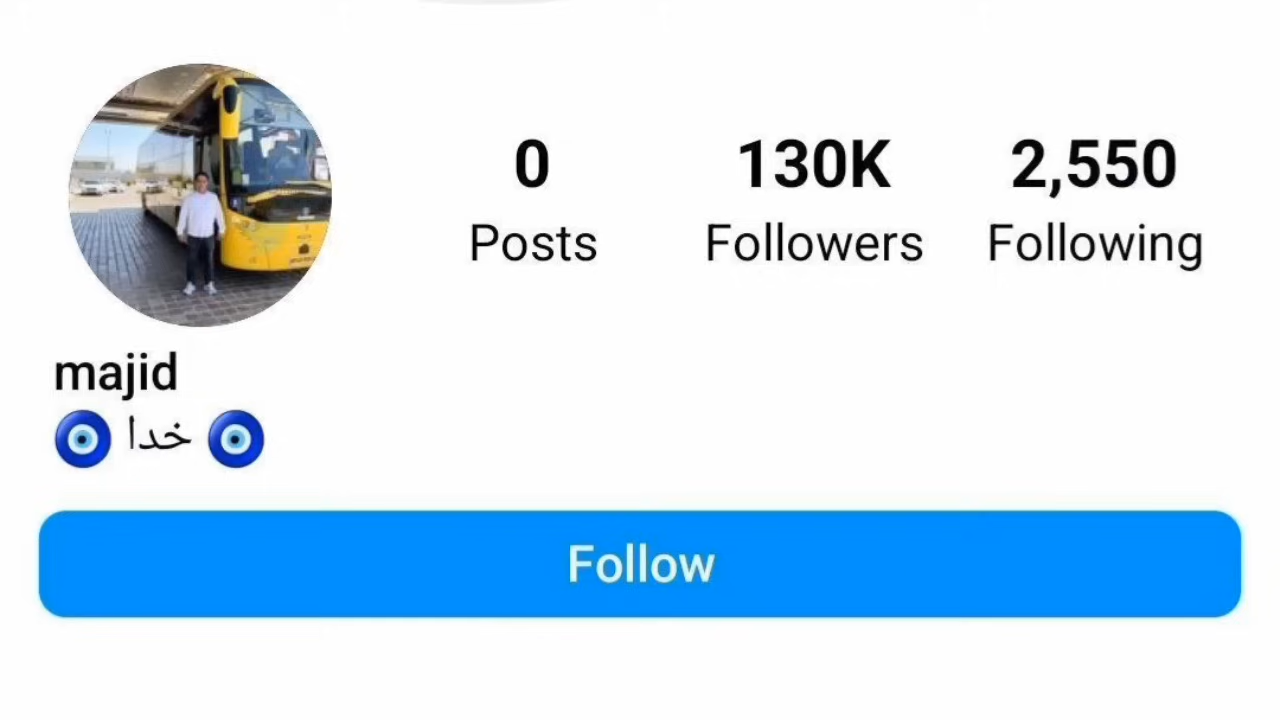 0
130K
2,550
Posts
Followers
Following
majid
🧿 خدا 🧿
Follow